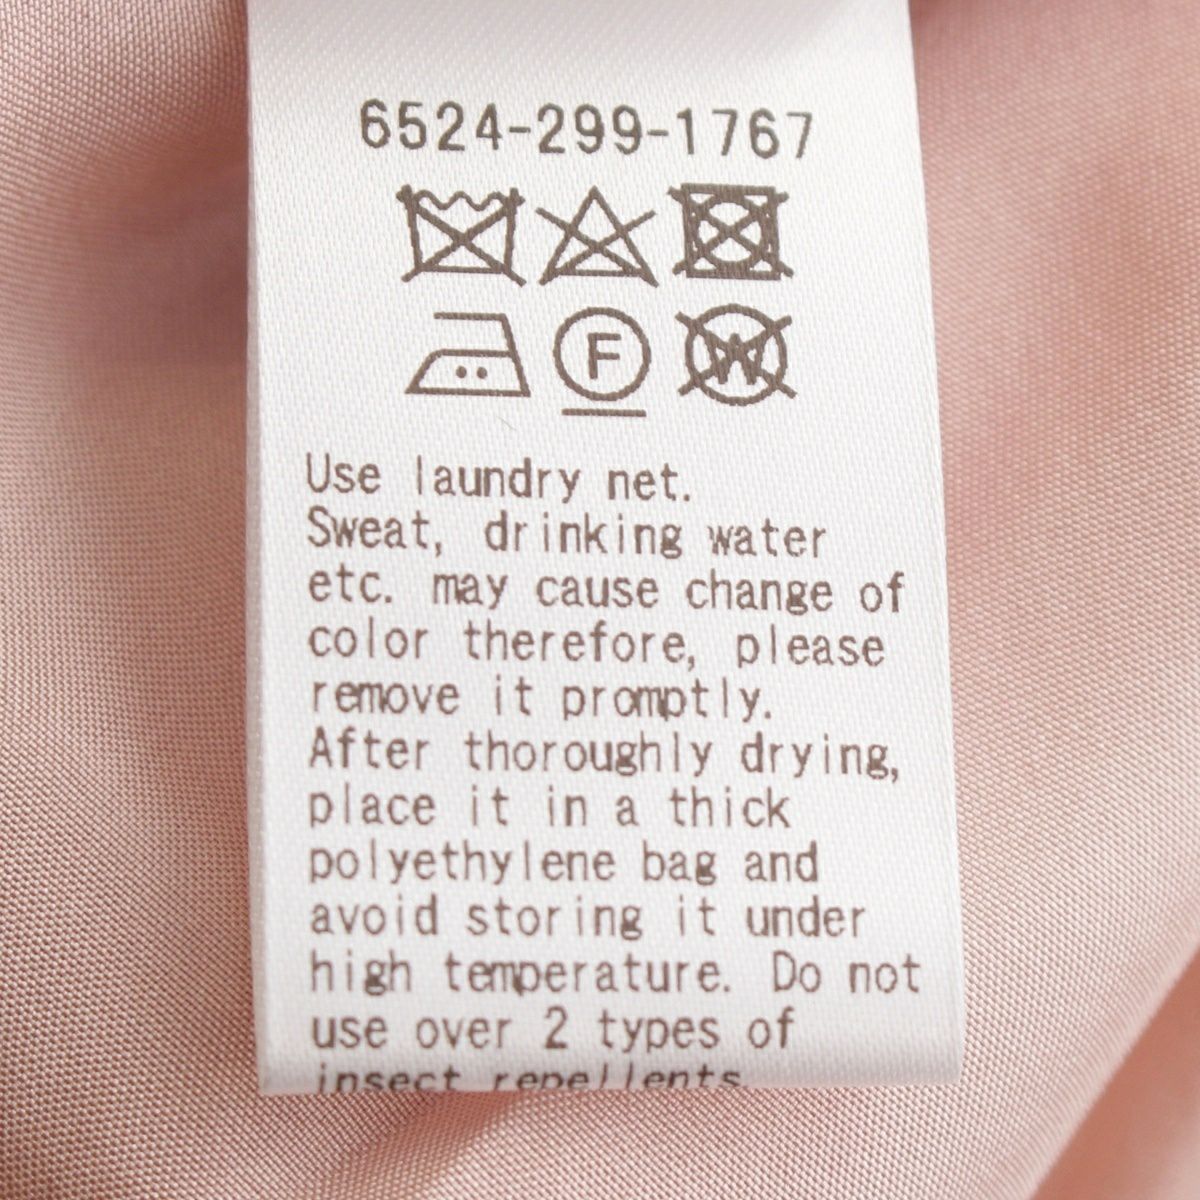 6524-299-1767
F W
Use laundry net.
Sweat, drinking water
etc. may cause change of
color therefore, please
remove it promptly.
After thoroughly drying,
place it in a thick
polyethylene bag and
avoid storing it under
high temperature. Do not
use over 2 types of
insect repellents.